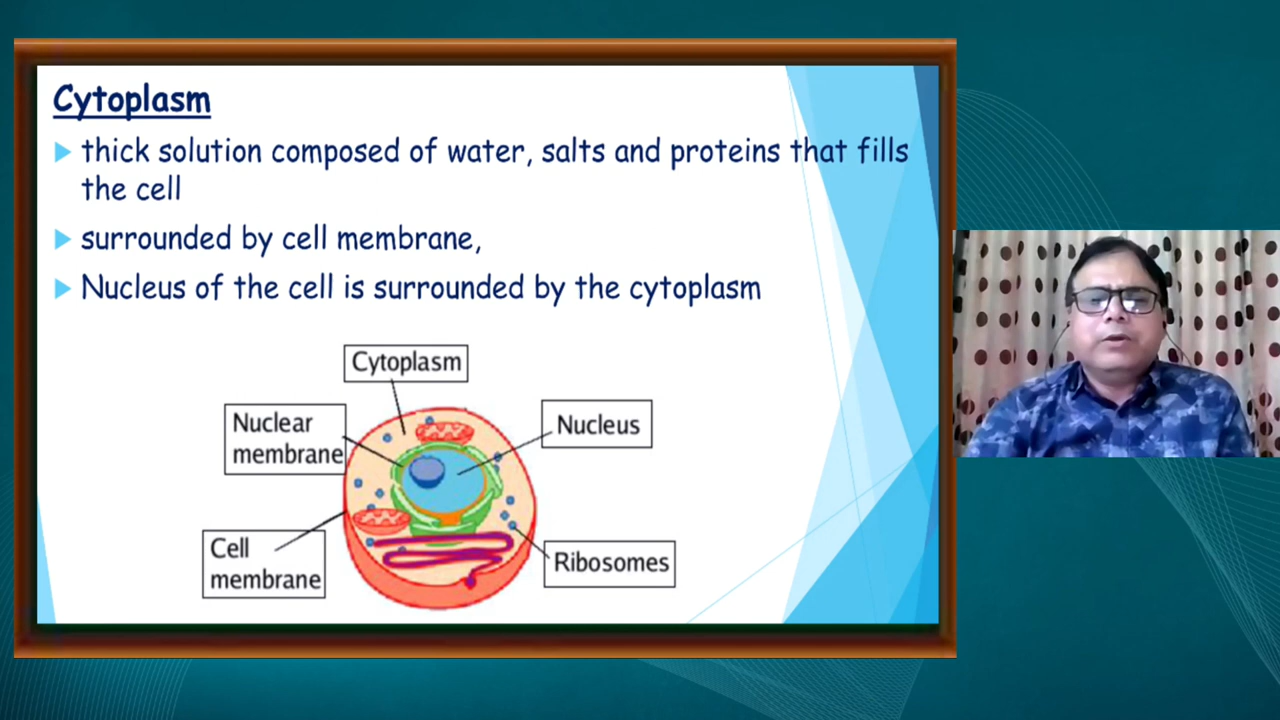 Cytoplasm
thick solution composed of water, salts and proteins that fills
the cell
surrounded by cell membrane,
Nucleus of the cell is surrounded by the cytoplasm
Cytoplasm
Nuclear
membrane
Nucleus
Cell
membrane
Ribosomes